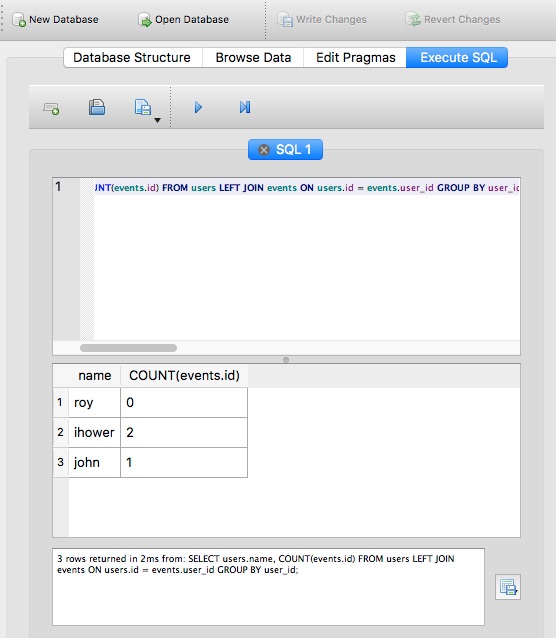 New Database Open Database Write Changes Revert Changes
Database Structure Browse Data Edit Pragmas Execute SQL
SQL 1
1 JNT(events.id) FROM users LEFT JOIN events ON users.id = events.user_id GROUP BY user_ic
name COUNT(events.id)
1 roy 0
2 ihower 2
3 john 1
3 rows returned in 2ms from: SELECT users.name, COUNT(events.id) FROM users LEFT JOIN
events ON users.id = events.user_id GROUP BY user_id;